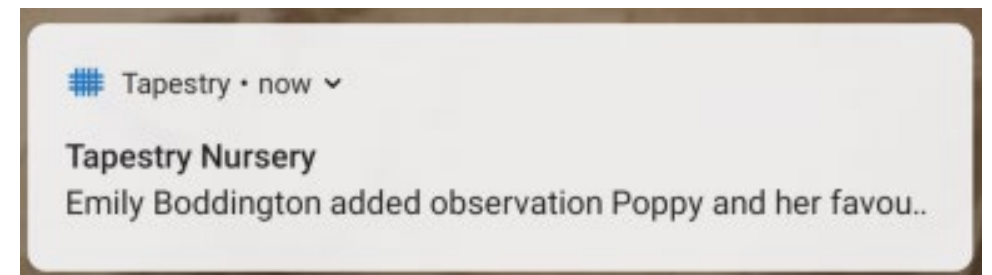 Tapestry • now
Tapestry Nursery
Emily Boddington added observation Poppy and her favou..